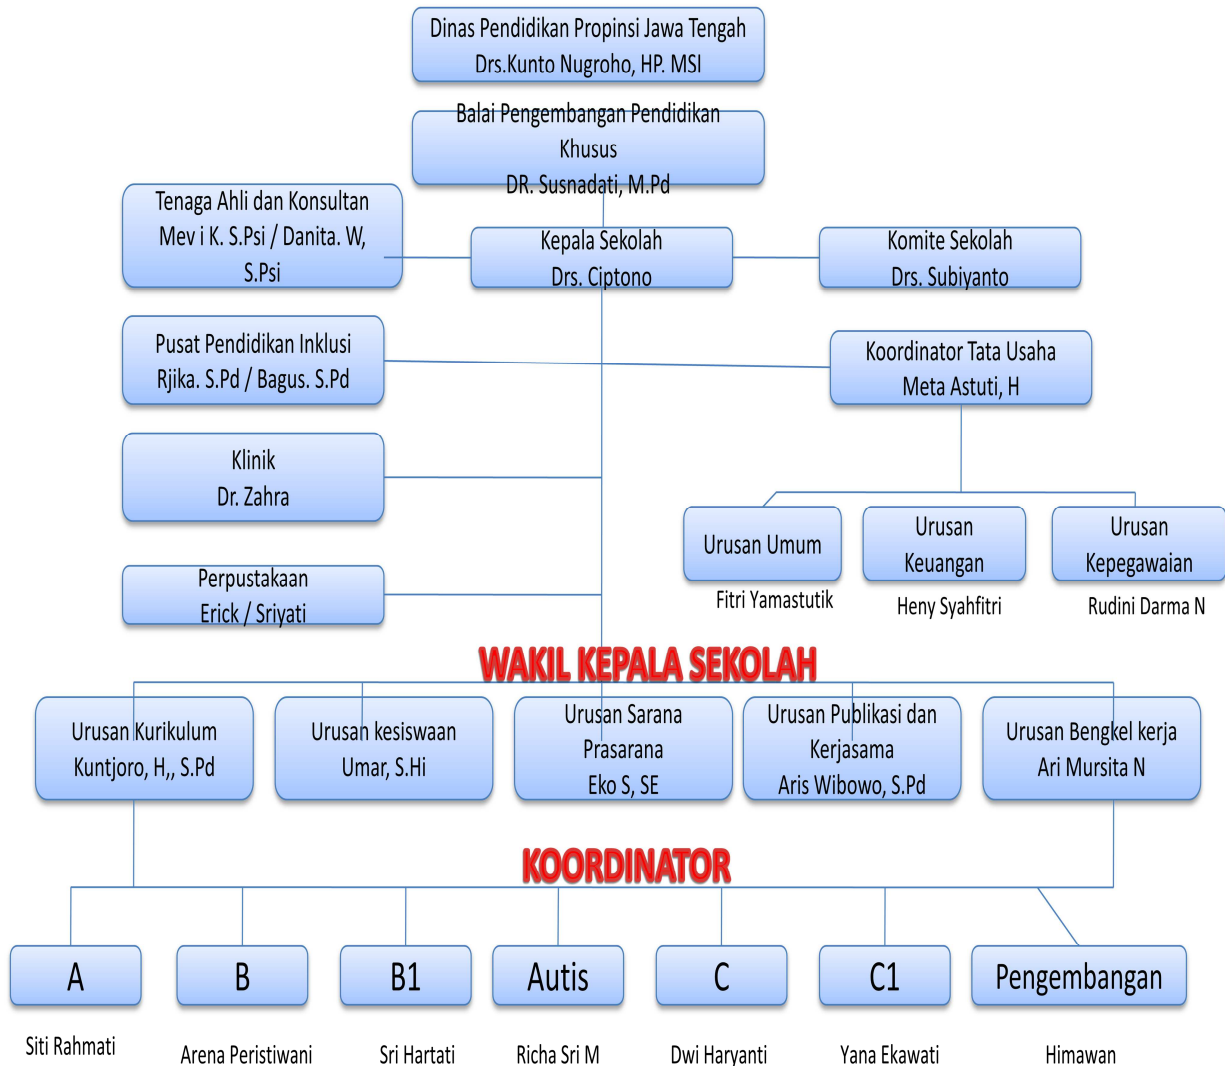 Dinas Pendidikan Propinsi Jawa Tengah
Drs.Kunto Nugroho, HP. MSI
Balai Pengembangan Pendidikan
Khusus
DR. Susnadati, M.Pd
Tenaga Ahli dan Konsultan
Mev i K. S.Psi / Danita. W,
S.Psi
Kepala Sekolah
Drs. Ciptono
Komite Sekolah
Drs. Subiyanto
Pusat Pendidikan Inklusi
Rjika. S.Pd / Bagus. S.Pd
Koordinator Tata Usaha
Meta Astuti, H
Klinik
Dr. Zahra
Urusan Umum
Fitri Yamastutik
Urusan
Keuangan
Heny Syahfitri
Urusan
Kepegawaian
Rudini Darma N
Perpustakaan
Erick / Sriyati
WAKIL KEPALA SEKOLAH
Urusan Kurikulum
Kuntjoro, H,, S.Pd
Urusan kesiswaan
Umar, S.Hi
Urusan Sarana
Prasarana
Eko S, SE
Urusan Publikasi dan
Kerjasama
Aris Wibowo, S.Pd
Urusan Bengkel kerja
Ari Mursita N
KOORDINATOR
A
Siti Rahmati
B
Arena Peristiwani
B1
Sri Hartati
Autis
Richa Sri M
C
Dwi Haryanti
C1
Yana Ekawati
Pengembangan
Himawan